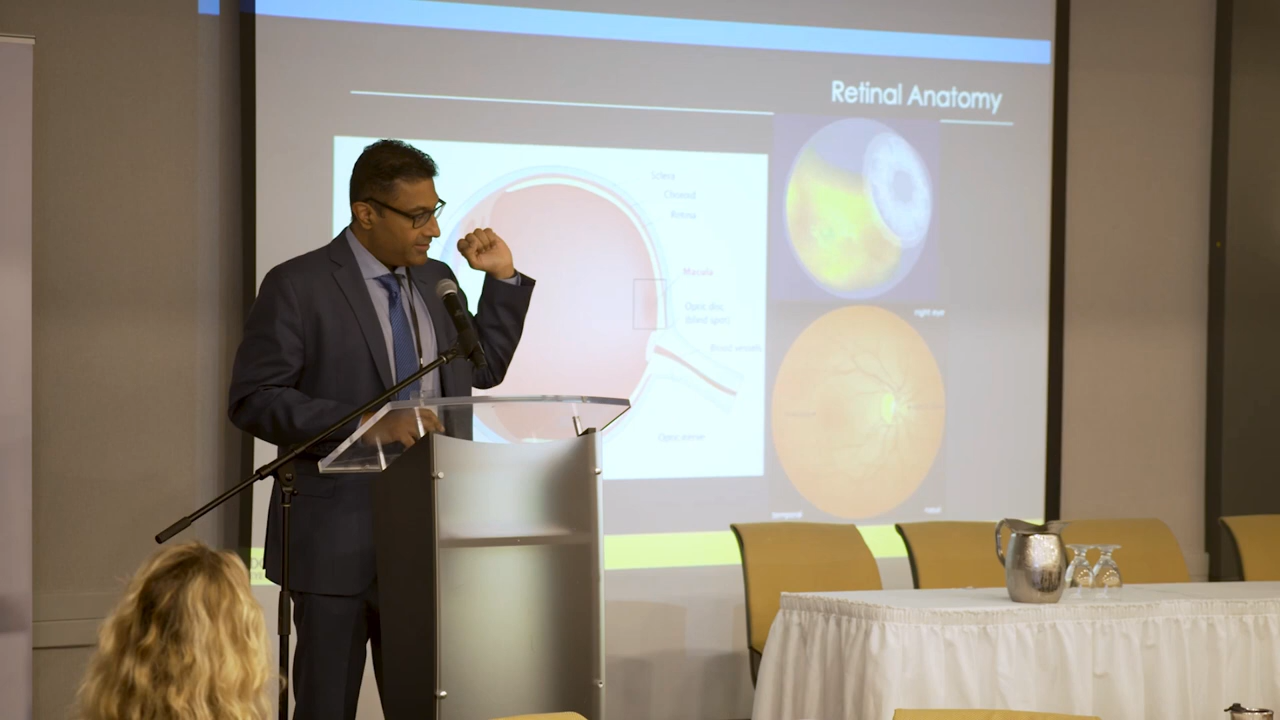 Retinal Anatomy
Sclera
Choroid
Retina
Macula
Optic disc
(blind spot)
Blood vessels
Optic nerve
right eye
temporal
nasal